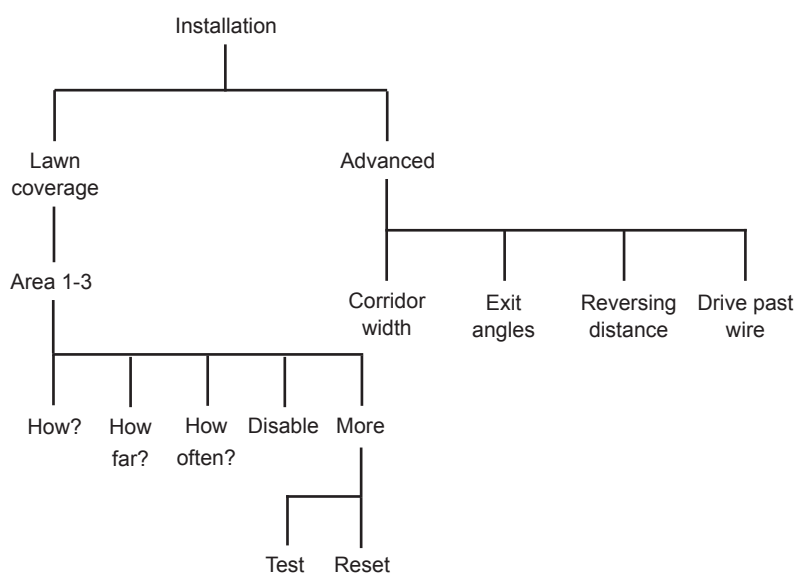 Installation
Lawn
coverage
Advanced
Area 1-3
Corridor
width
Exit
angles
Reversing
distance
Drive past
wire
How?
How
far?
How
often?
Disable
More
Test
Reset